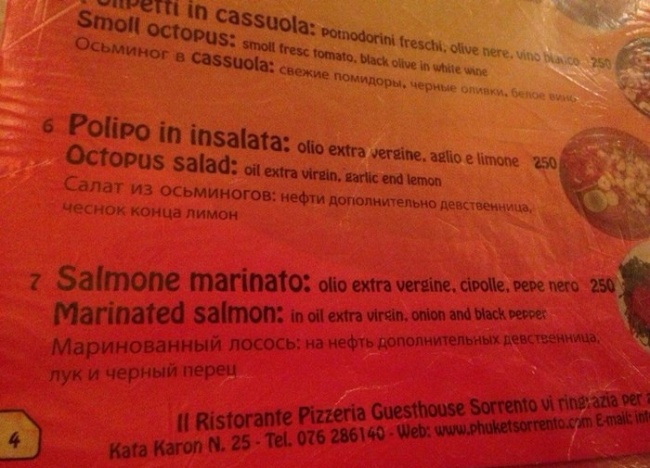 in cassuola: pomodorini freschi, olive nere, vino bianco 250
Smoll octopus: smoll fresc tomato, black olive in white wine
Осьминог в cassuola: свежие помидоры, черные оливки, белое вино
6 Polipo in insalata: olio extra vergine, aglio e limone 250
Octopus salad: oil extra virgin, garlic end lemon
Салат из осьминогов: нефти дополнительно девственница,
чеснок конца лимон
7 Salmone marinato: olio extra vergine, cipolle, pepe nero 250
Marinated salmon: in oil extra virgin, onion and black pepper
Маринованный лосось: на нефть дополнительных девственница,
лук и черный перец
Il Ristorante Pizzeria Guesthouse Sorrento vi ringrazia per
4 Kata Karon N. 25 - Tel. 076 286140 - Web: www.phuketsorrento.com E-mail: